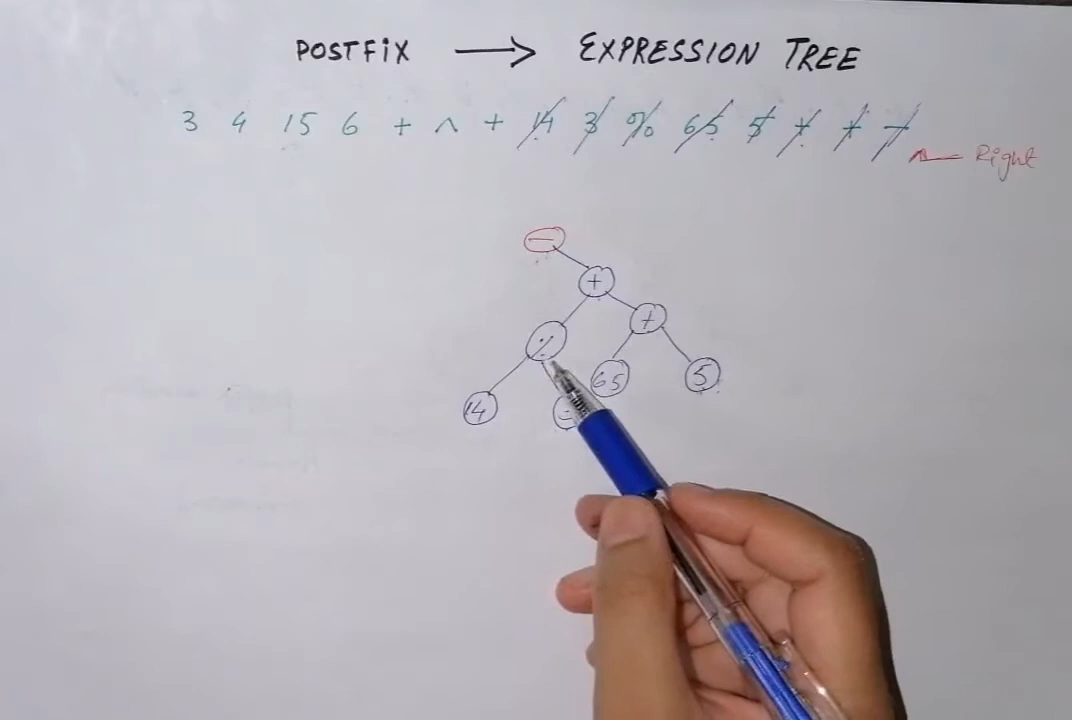 POSTFIX → EXPRESSION TREE
3 4 15 6 + ^ + 14 3 % 65 5
Right
−
+
% +
65 5
14